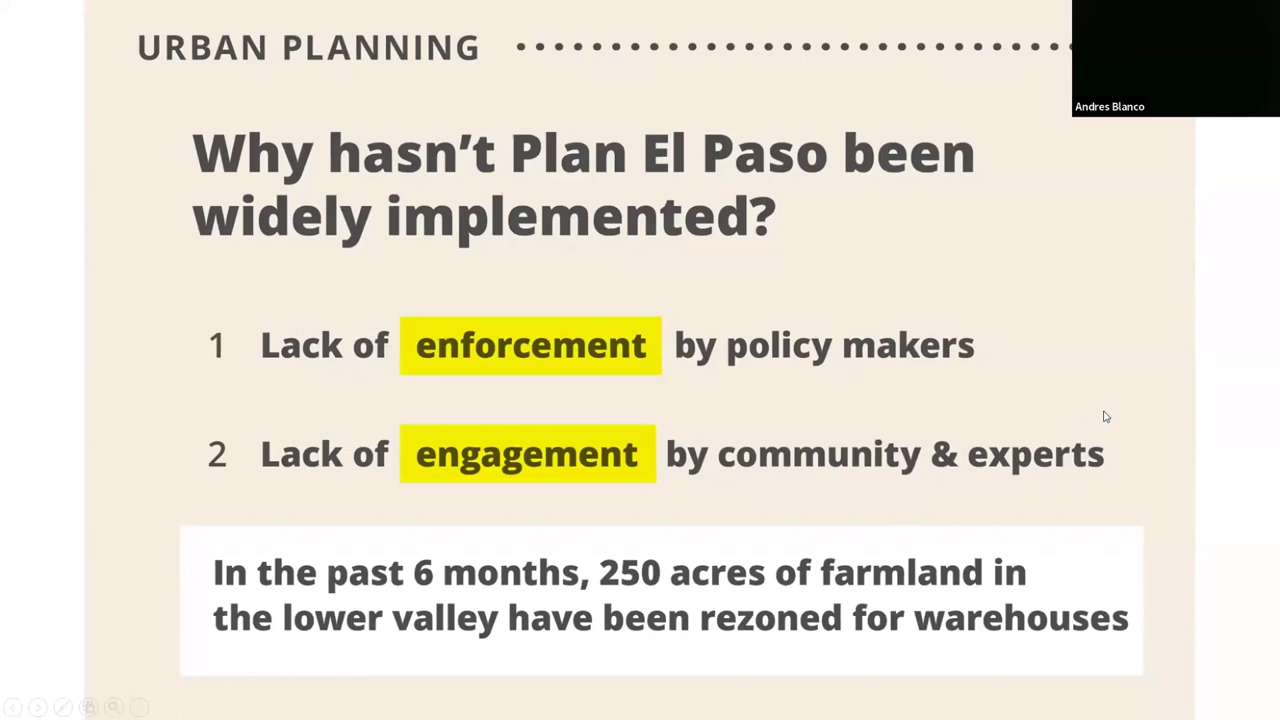 URBAN PLANNING
Andres Blanco
Why hasn’t Plan El Paso been
widely implemented?
1 Lack of enforcement by policy makers
2 Lack of engagement by community & experts
In the past 6 months, 250 acres of farmland in
the lower valley have been rezoned for warehouses